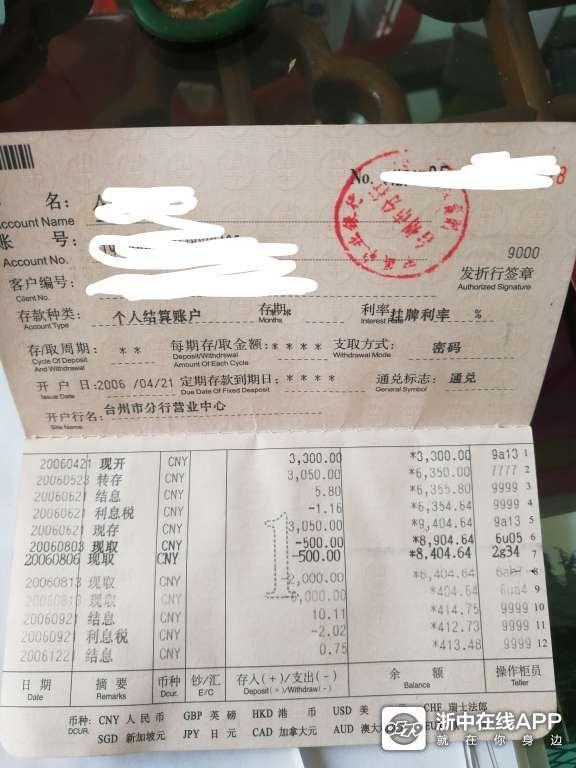 No. 8
名:
Account Name
账 号:
Account No.
9000
客户编号:
Client No.
发折行签章
Authorized Signature
存款种类: 个人结算账户 存期: 利率: 挂牌利率 %
Account Type Months Interest Rate
存/取周期: ** 每期存/取金额: **** 支取方式: 密码
Cycle Of Deposit And Withdrawal Deposit/Withdrawal Amount Of Each Cycle Withdrawal Mode
开 户 日: 2006 /04/21 定期存款到期日: **** 通兑标志: 通兑
Issue Date Due Date Of Fixed Deposit General Symbol
开户行名: 台州市分行营业中心
Site Name
20060421 现开 CNY 3,300.00 *3,300.00 9a13 1
20060523 转存 CNY 3,050.00 *6,350.00 7777 2
20060621 结息 CNY 5.80 *6,355.80 9999 3
20060621 利息税 CNY -1.16 *6,354.64 9999 4
20060621 现存 CNY 3,050.00 *9,404.64 9a13 5
20060803 现取 CNY -500.00 *8,904.64 6u05 6
20060806 现取 CNY -500.00 *8,404.64 2g34 7
20060813 现取 CNY 2,000.00 *6,404.64 8
2006081 现取 CNY 6,000.00 *404.64 6ua4 9
20060921 结息 CNY 10.11 *414.75 9999 10
20060921 利息税 CNY -2.02 *412.73 9999 11
20061221 结息 CNY 0.75 *413.48 9999 12
1
日 期 摘 要 币种 钞/汇 存入(+)/支出(-) 余 额 操作柜员
Date Remarks Dcur. E/C Deposit(+)/Withdraw(-) Balance Teller
币种: CNY 人 民 币 GBP 英 镑 HKD 港 币 USD 美 CHF 瑞士法郎
DCUR. SGD 新加坡元 JPY 日 元 CAD 加拿大元 AUD 澳大 EU
0579 浙中在线APP
就 在 你 身 边